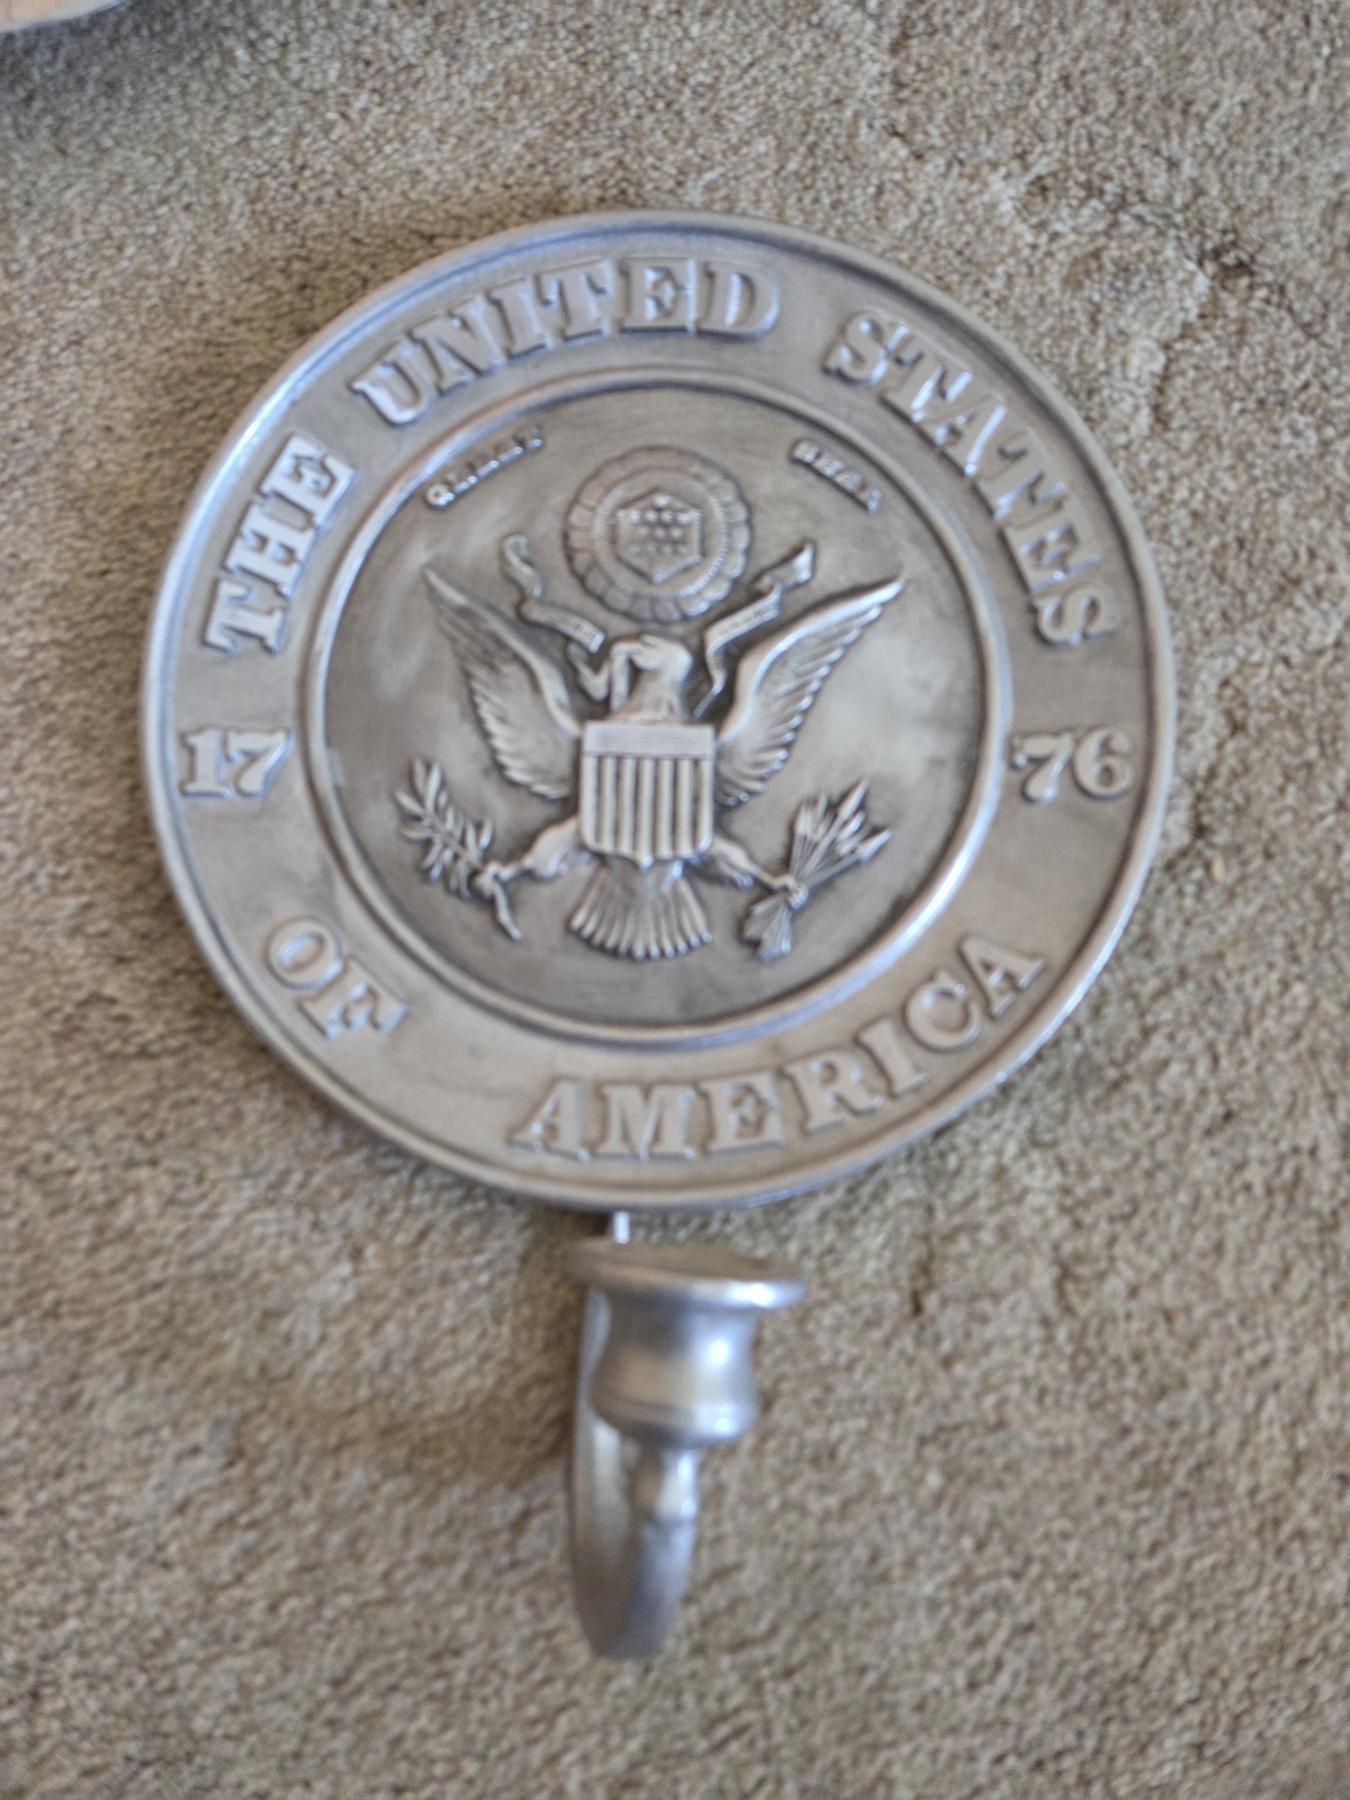 THE UNITED STATES
17 76
OF AMERICA